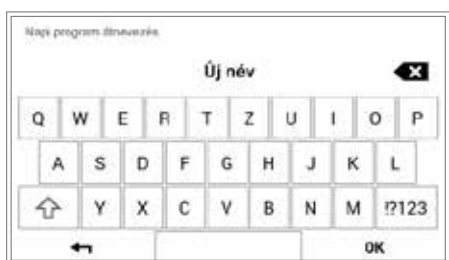 Napi program átnevezés
Új név
Q W E R T Z U I O P
A S D F G H J K L
Y X C V B N M !?123
OK